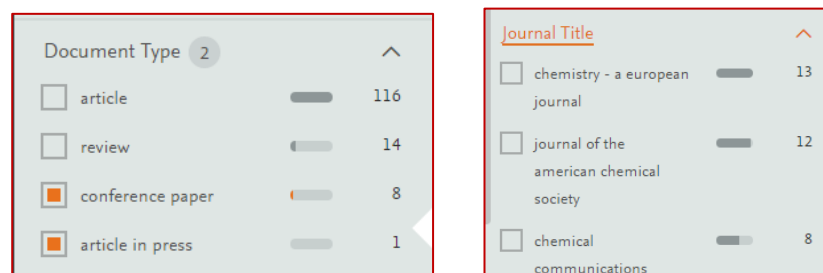 Document Type 2
article 116
review 14
conference paper 8
article in press 1
Journal Title
chemistry - a european 13
journal
journal of the 12
american chemical
society
chemical 8
communications